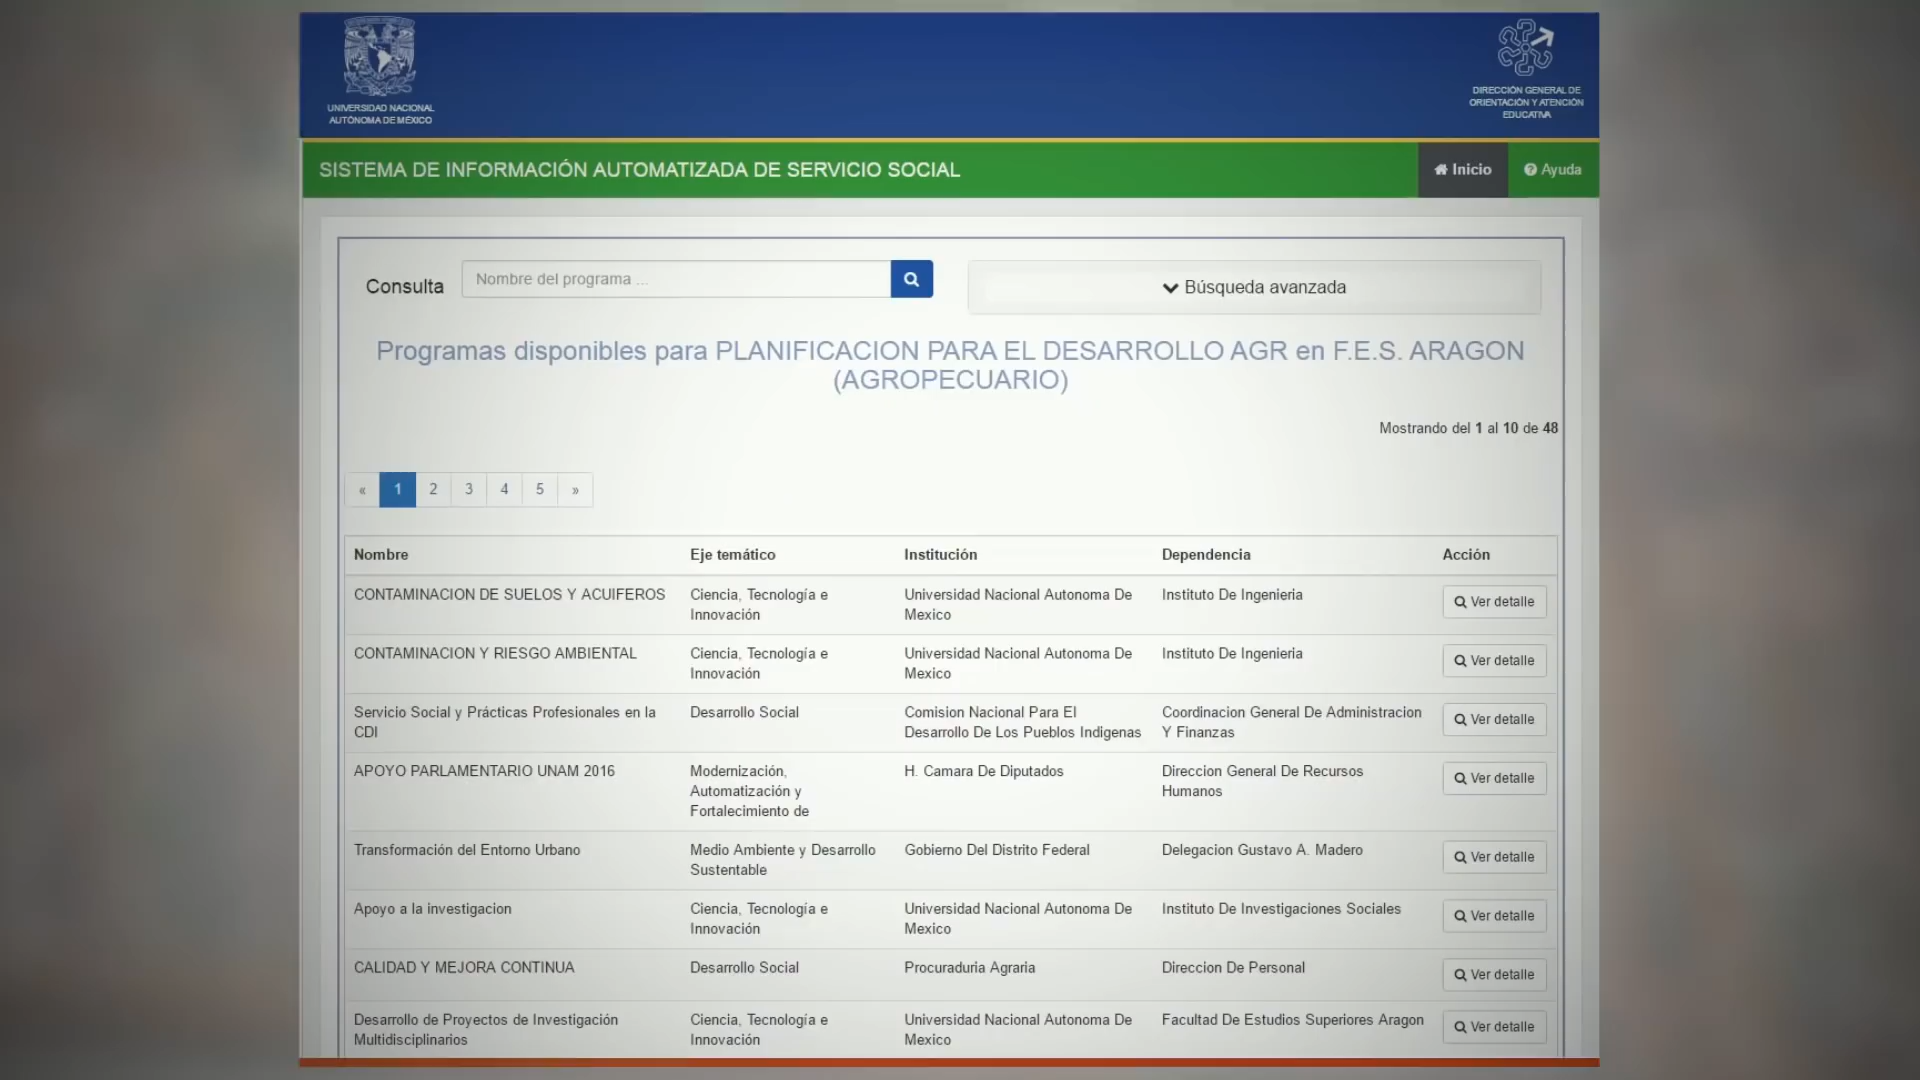 UNIVERSIDAD NACIONAL
AUTÓNOMA DE MÉXICO
DIRECCIÓN GENERAL DE
ORIENTACIÓN Y ATENCIÓN
EDUCATIVA
SISTEMA DE INFORMACIÓN AUTOMATIZADA DE SERVICIO SOCIAL
Inicio
Ayuda
Consulta
Nombre del programa ...
Búsqueda avanzada
Programas disponibles para PLANIFICACION PARA EL DESARROLLO AGR en F.E.S. ARAGON
(AGROPECUARIO)
Mostrando del 1 al 10 de 48
« 1 2 3 4 5 »
Nombre Eje temático Institución Dependencia Acción
CONTAMINACION DE SUELOS Y ACUIFEROS Ciencia, Tecnología e Universidad Nacional Autonoma De Instituto De Ingenieria Ver detalle
Innovación Mexico
CONTAMINACION Y RIESGO AMBIENTAL Ciencia, Tecnología e Universidad Nacional Autonoma De Instituto De Ingenieria Ver detalle
Innovación Mexico
Servicio Social y Prácticas Profesionales en la Desarrollo Social Comision Nacional Para El Coordinacion General De Administracion Ver detalle
CDI Desarrollo De Los Pueblos Indigenas Y Finanzas
APOYO PARLAMENTARIO UNAM 2016 Modernización, H. Camara De Diputados Direccion General De Recursos Ver detalle
Automatización y Humanos
Fortalecimiento de
Transformación del Entorno Urbano Medio Ambiente y Desarrollo Gobierno Del Distrito Federal Delegacion Gustavo A. Madero Ver detalle
Sustentable
Apoyo a la investigacion Ciencia, Tecnología e Universidad Nacional Autonoma De Instituto De Investigaciones Sociales Ver detalle
Innovación Mexico
CALIDAD Y MEJORA CONTINUA Desarrollo Social Procuraduria Agraria Direccion De Personal Ver detalle
Desarrollo de Proyectos de Investigación Ciencia, Tecnología e Universidad Nacional Autonoma De Facultad De Estudios Superiores Aragon Ver detalle
Multidisciplinarios Innovación Mexico